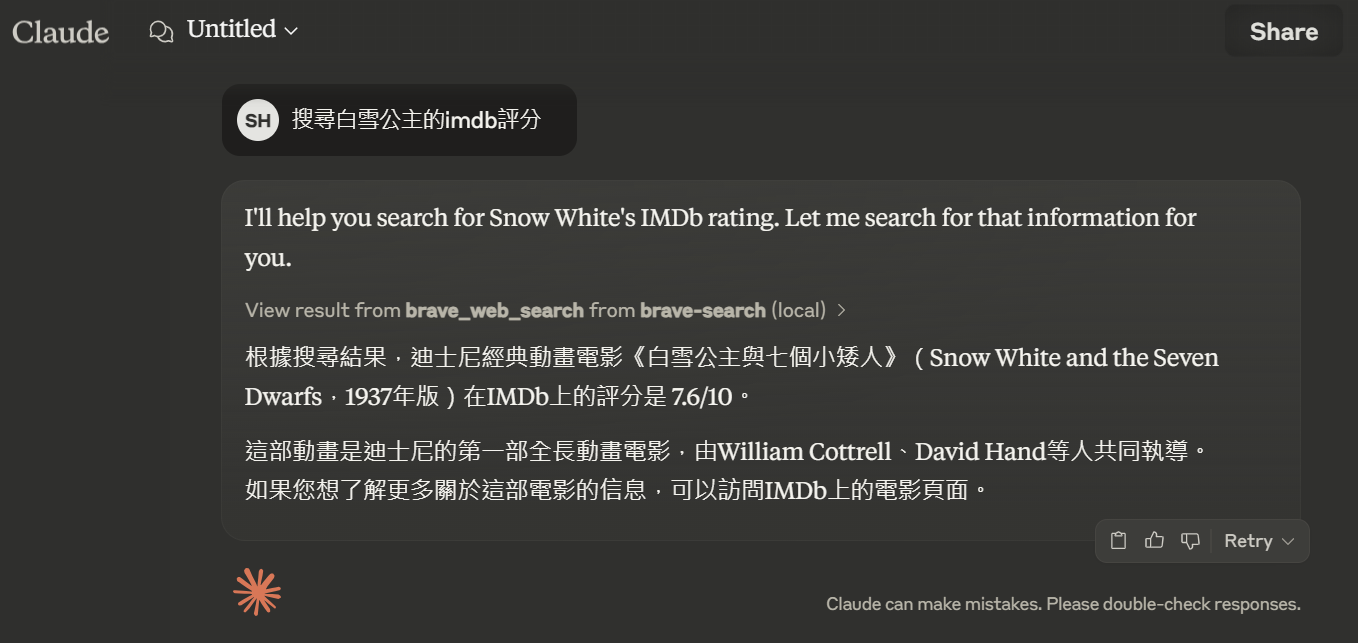 Claude
Untitled
Share
SH
搜尋白雪公主的imdb評分
I'll help you search for Snow White's IMDb rating. Let me search for that information for
you.
View result from brave_web_search from brave-search (local)
根據搜尋結果，迪士尼經典動畫電影《白雪公主與七個小矮人》（Snow White and the Seven
Dwarfs，1937年版）在IMDb上的評分是 7.6/10。
這部動畫是迪士尼的第一部全長動畫電影，由William Cottrell、David Hand等人共同執導。
如果您想了解更多關於這部電影的信息，可以訪問IMDb上的電影頁面。
Retry
Claude can make mistakes. Please double-check responses.